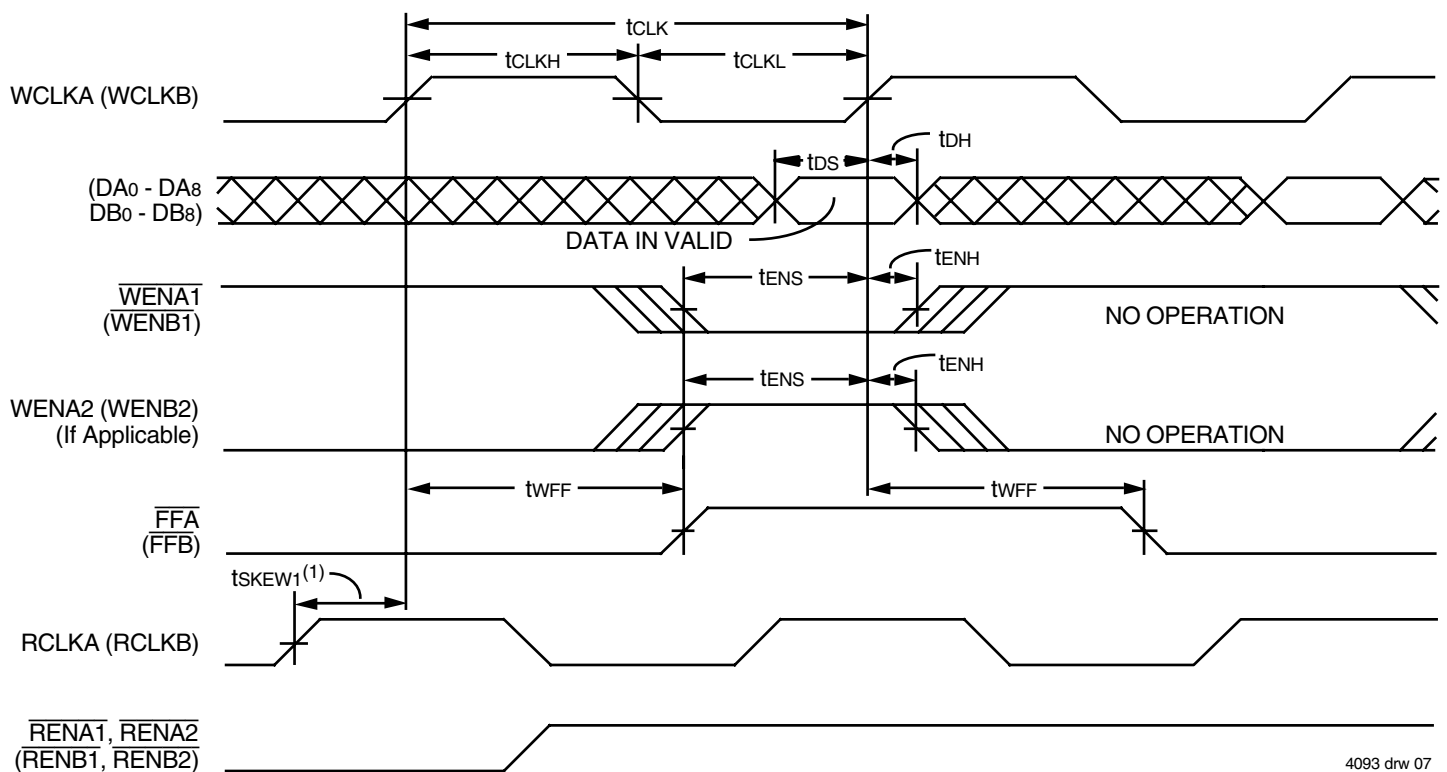 tCLK
tCLKH
tCLKL
WCLKA (WCLKB)
tDH
tDS
(DA0 - DA8
DB0 - DB8)
DATA IN VALID
tENS
tENH
WENA1
(WENB1)
NO OPERATION
tENS
tENH
WENA2 (WENB2)
(If Applicable)
NO OPERATION
tWFF
tWFF
FFA
(FFB)
tSKEW1(1)
RCLKA (RCLKB)
RENA1, RENA2
(RENB1, RENB2)
4093 drw 07